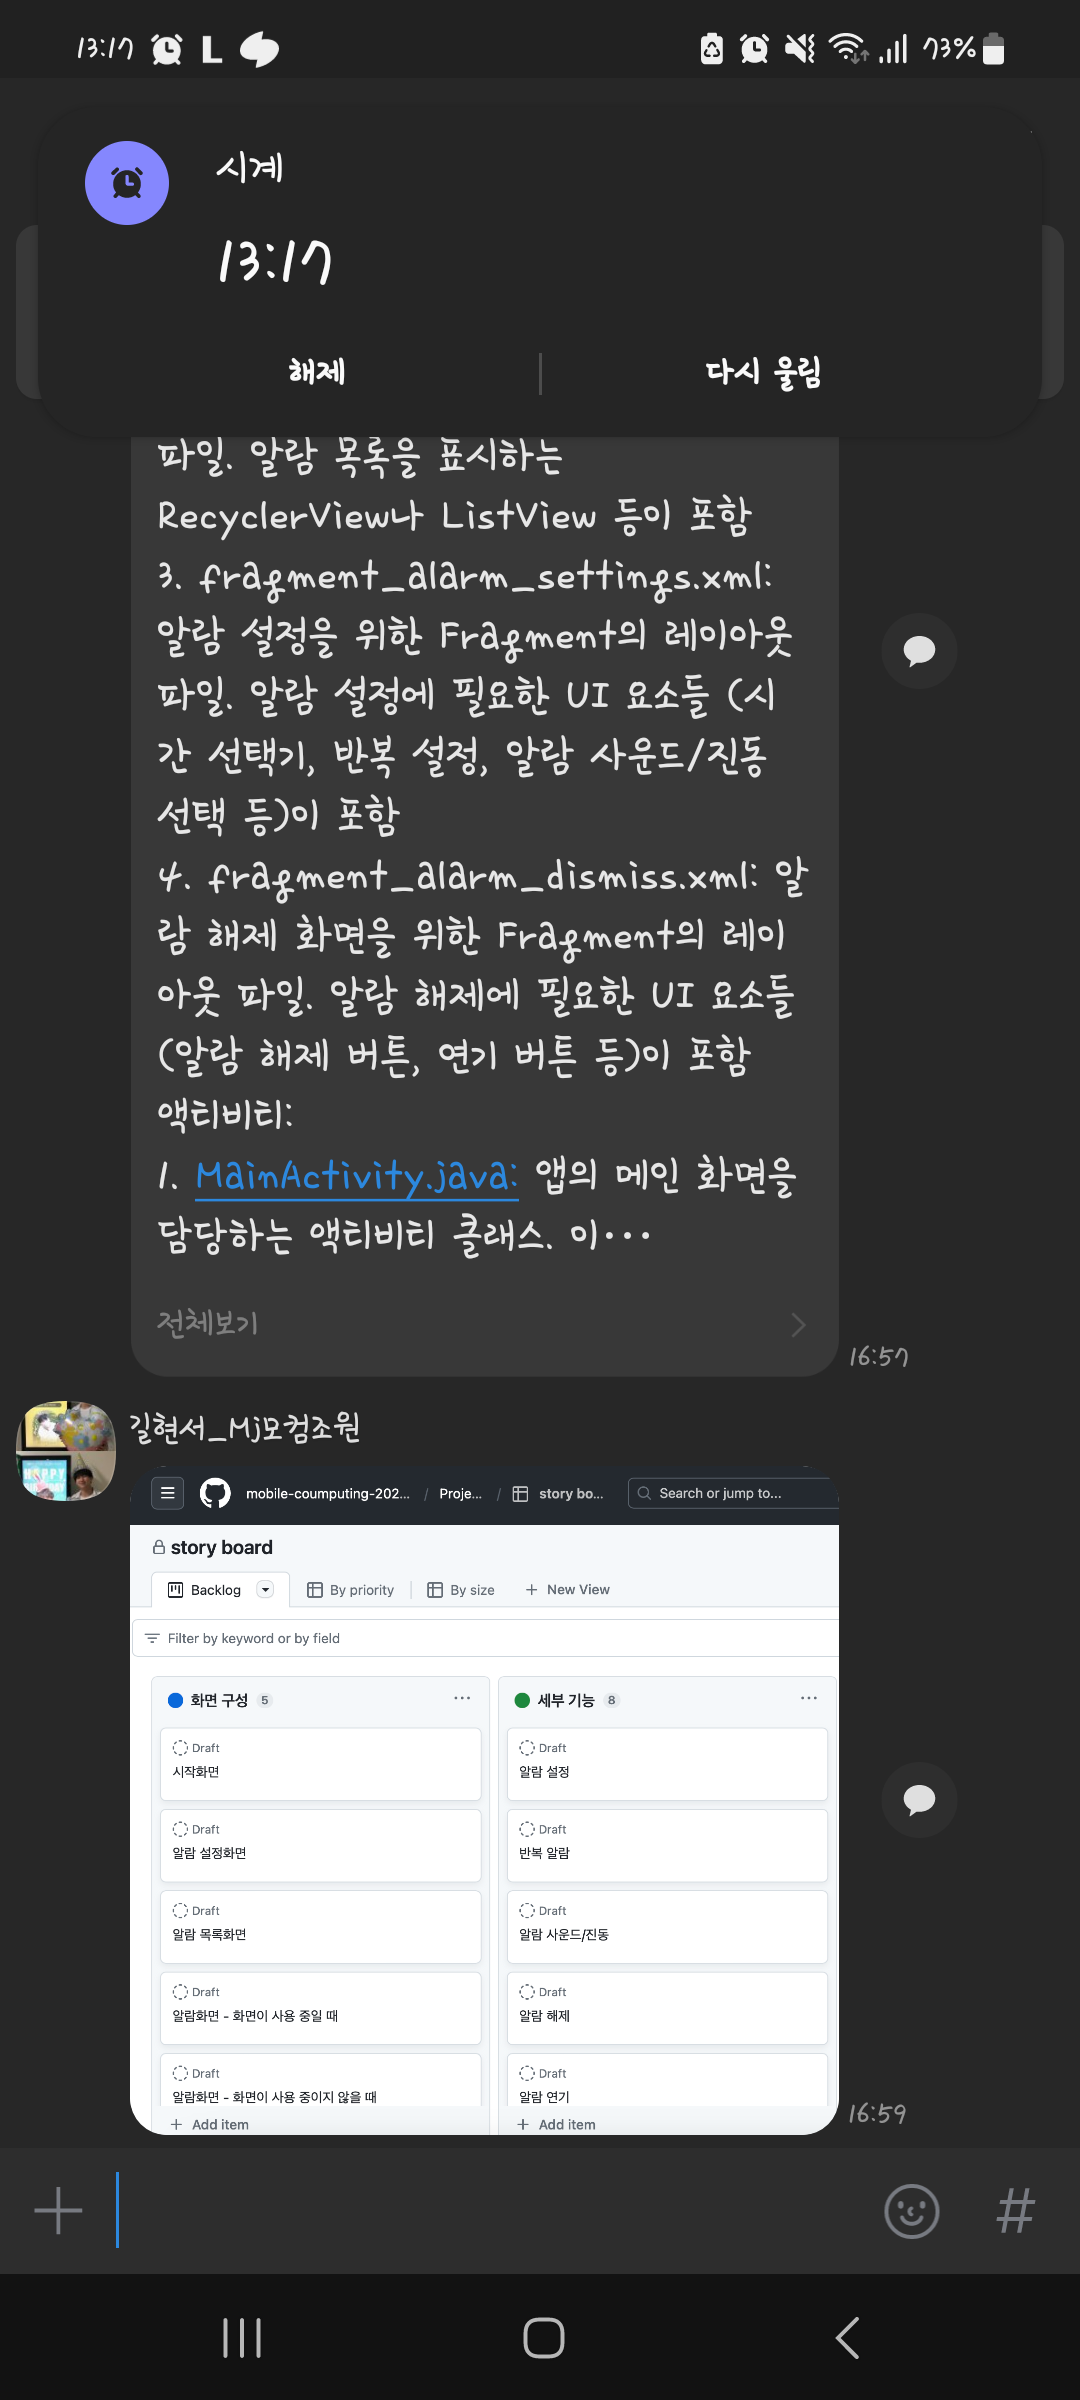 13:17
L
73%
시계
13:17
해제
다시 울림
파일. 알람 목록을 표시하는
RecyclerView나 ListView 등이 포함
3. fragment_alarm_settings.xml:
알람 설정을 위한 Fragment의 레이아웃
파일. 알람 설정에 필요한 UI 요소들 (시
간 선택기, 반복 설정, 알람 사운드/진동
선택 등)이 포함
4. fragment_alarm_dismiss.xml: 알
람 해제 화면을 위한 Fragment의 레이
아웃 파일. 알람 해제에 필요한 UI 요소들
(알람 해제 버튼, 연기 버튼 등)이 포함
액티비티:
1. MainActivity.java: 앱의 메인 화면을
담당하는 액티비티 클래스. 이...
전체보기
16:57
길현서_Mj모컴조원
mobile-coumputing-202... / Proje... / story bo...
Search or jump to...
story board
Backlog
By priority
By size
New View
Filter by keyword or by field
화면 구성 5
Draft
시작화면
Draft
알람 설정화면
Draft
알람 목록화면
Draft
알람화면 - 화면이 사용 중일 때
Draft
알람화면 - 화면이 사용 중이지 않을 때
+ Add item
세부 기능 8
Draft
알람 설정
Draft
반복 알람
Draft
알람 사운드/진동
Draft
알람 해제
Draft
알람 연기
+ Add item
16:59
#